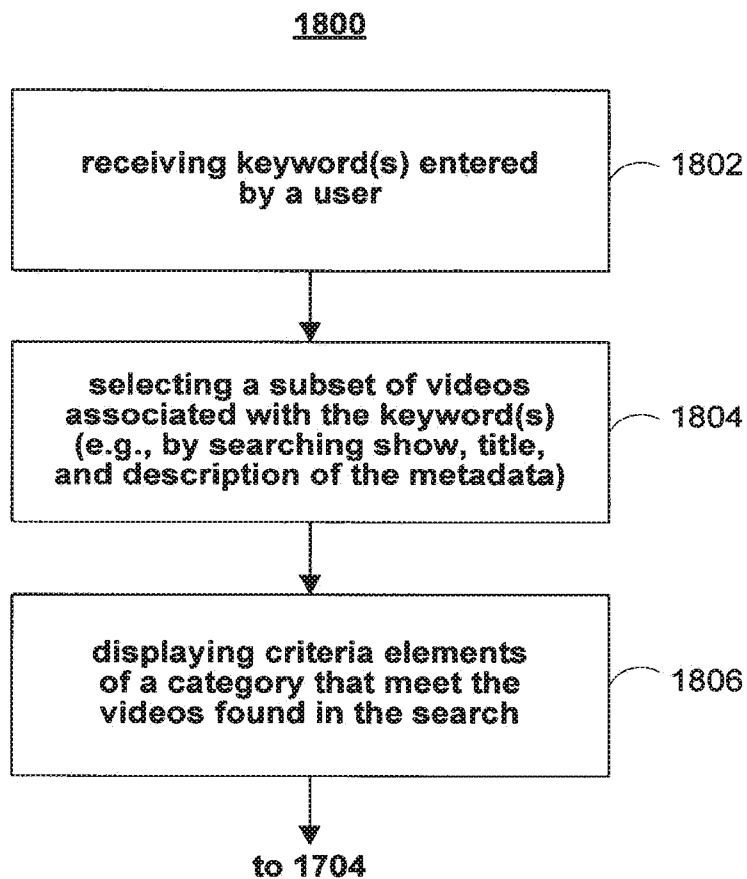 1800
receiving keyword(s) entered
by a user
1802
selecting a subset of videos
associated with the keyword(s)
(e.g., by searching show, title,
and description of the metadata)
1804
displaying criteria elements
of a category that meet the
videos found in the search
1806
to 1704